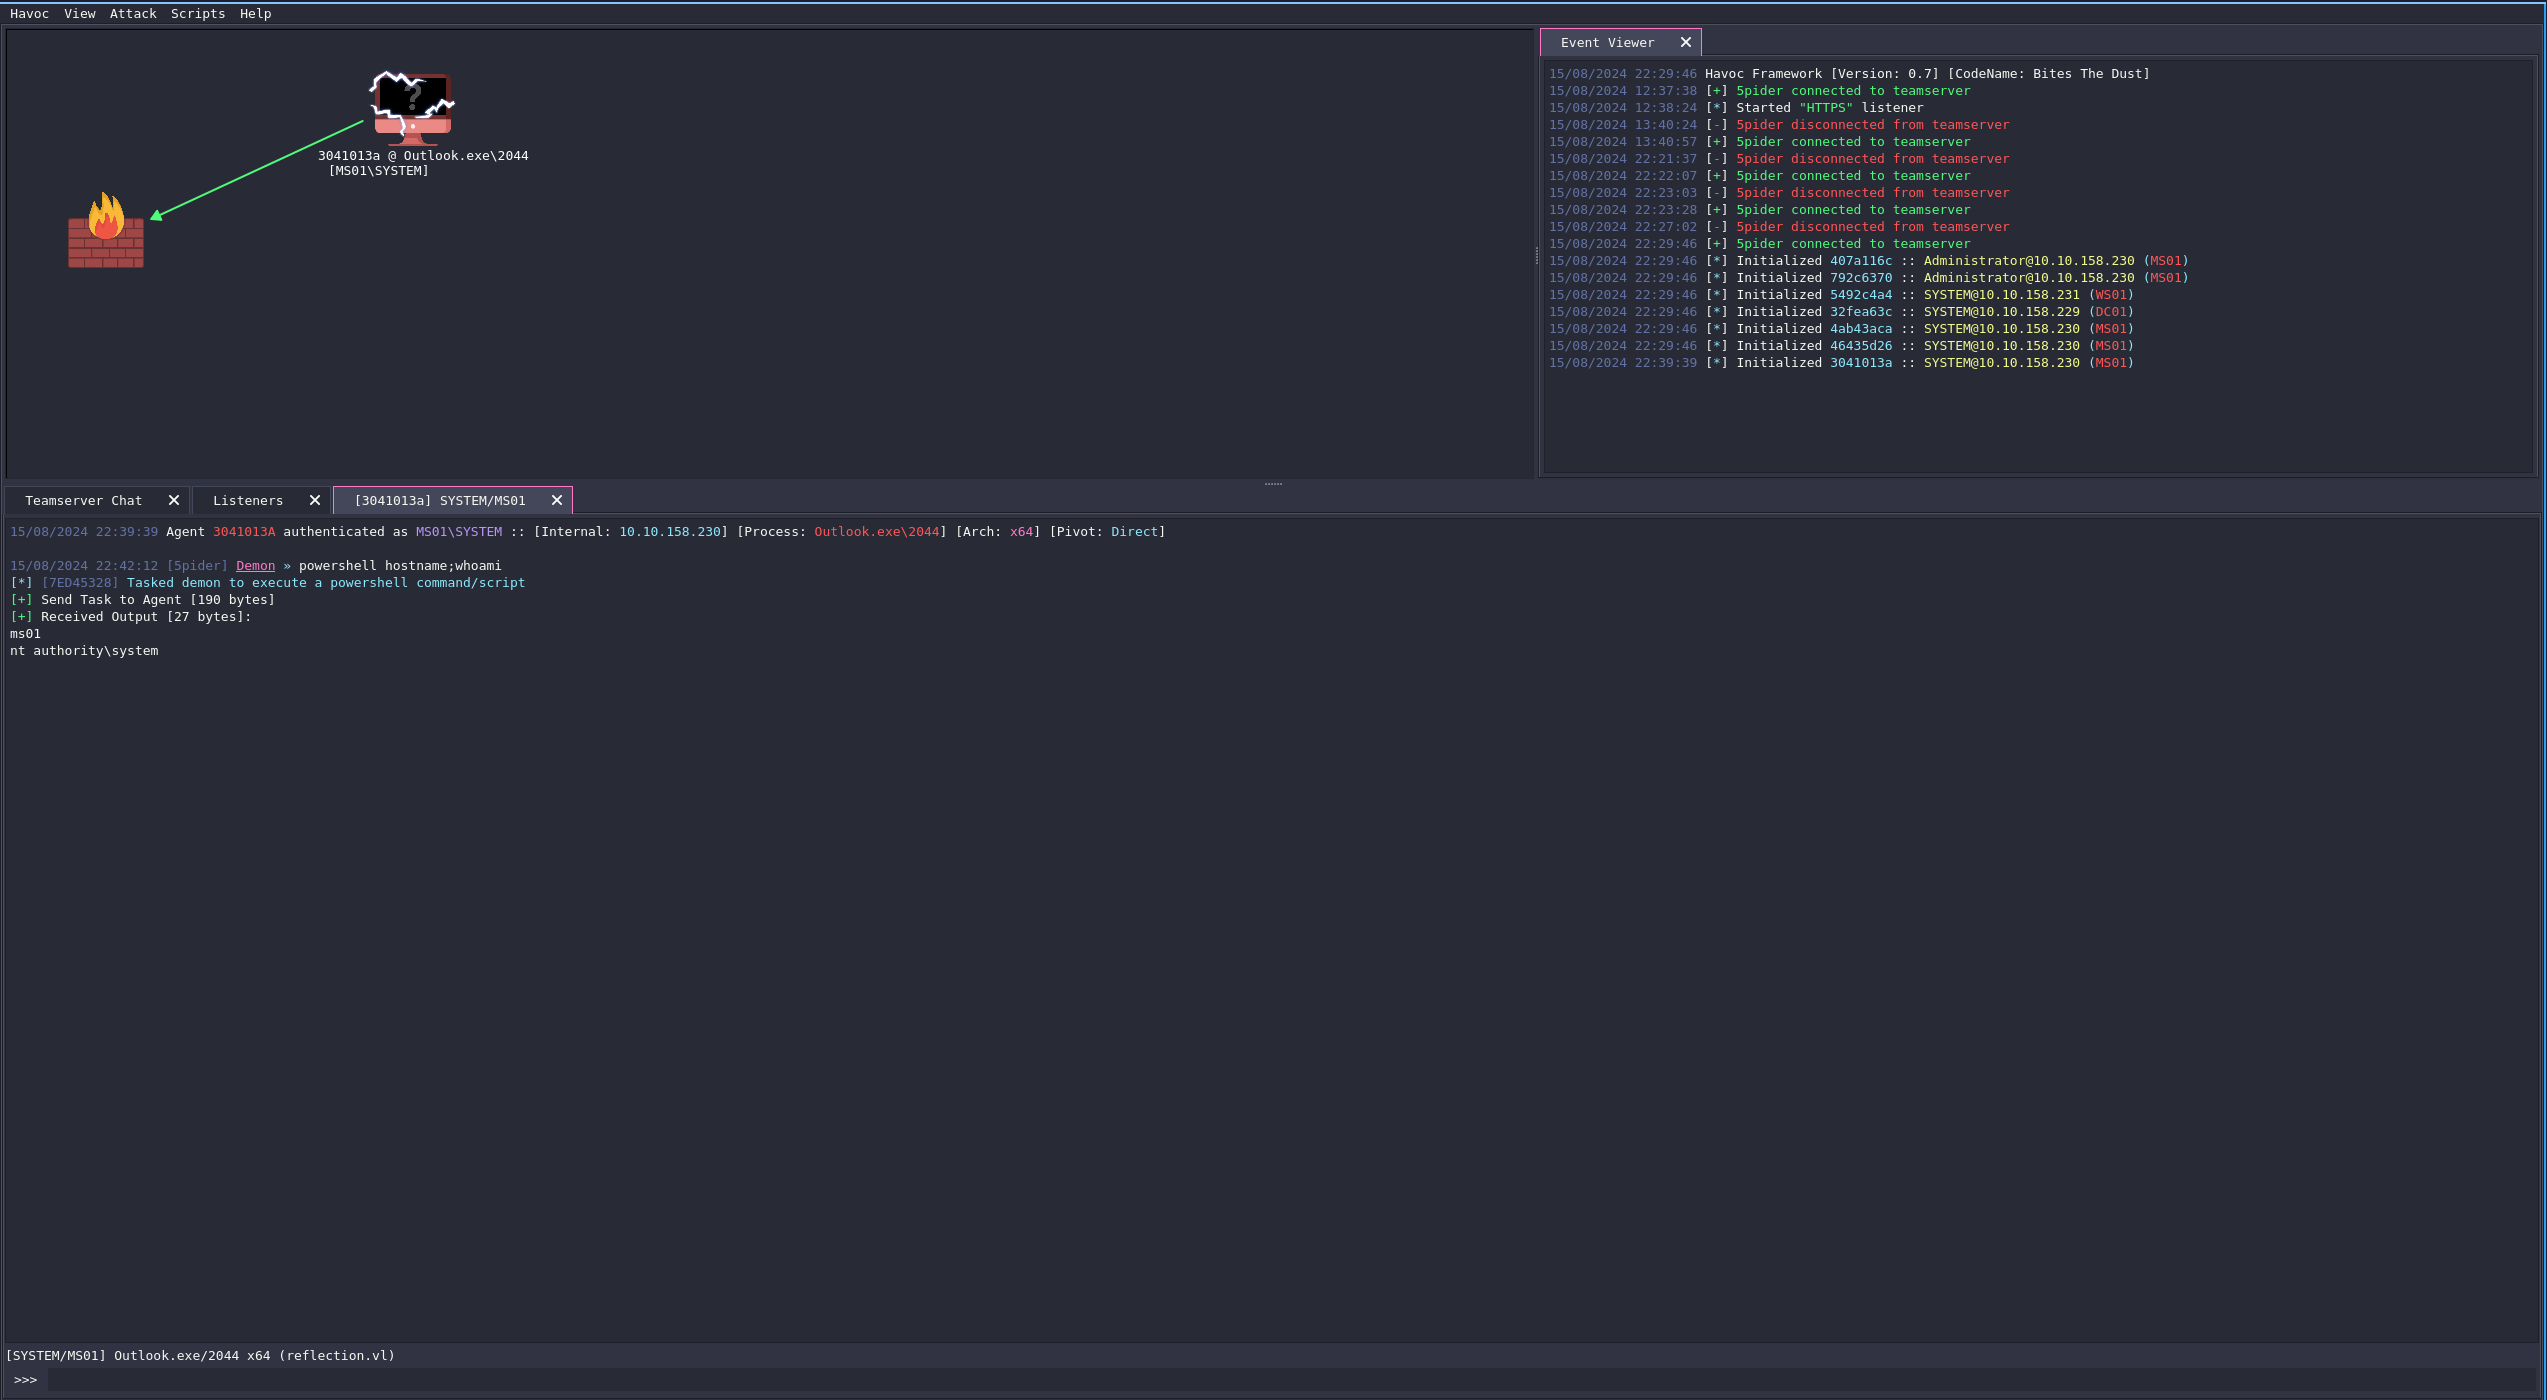 Havoc View Attack Scripts Help
3041013a @ Outlook.exe\2044
[MS01\SYSTEM]
Event Viewer
15/08/2024 22:29:46 Havoc Framework [Version: 0.7] [CodeName: Bites The Dust]
15/08/2024 12:37:38 [+] 5pider connected to teamserver
15/08/2024 12:38:24 [*] Started "HTTPS" listener
15/08/2024 13:40:24 [-] 5pider disconnected from teamserver
15/08/2024 13:40:57 [+] 5pider connected to teamserver
15/08/2024 22:21:37 [-] 5pider disconnected from teamserver
15/08/2024 22:22:07 [+] 5pider connected to teamserver
15/08/2024 22:23:03 [-] 5pider disconnected from teamserver
15/08/2024 22:23:28 [+] 5pider connected to teamserver
15/08/2024 22:27:02 [-] 5pider disconnected from teamserver
15/08/2024 22:29:46 [+] 5pider connected to teamserver
15/08/2024 22:29:46 [*] Initialized 407a116c :: Administrator@10.10.158.230 (MS01)
15/08/2024 22:29:46 [*] Initialized 792c6370 :: Administrator@10.10.158.230 (MS01)
15/08/2024 22:29:46 [*] Initialized 5492c4a4 :: SYSTEM@10.10.158.231 (WS01)
15/08/2024 22:29:46 [*] Initialized 32fea63c :: SYSTEM@10.10.158.229 (DC01)
15/08/2024 22:29:46 [*] Initialized 4ab43aca :: SYSTEM@10.10.158.230 (MS01)
15/08/2024 22:29:46 [*] Initialized 46435d26 :: SYSTEM@10.10.158.230 (MS01)
15/08/2024 22:39:39 [*] Initialized 3041013a :: SYSTEM@10.10.158.230 (MS01)
Teamserver Chat Listeners [3041013a] SYSTEM/MS01
15/08/2024 22:39:39 Agent 3041013A authenticated as MS01\SYSTEM :: [Internal: 10.10.158.230] [Process: Outlook.exe\2044] [Arch: x64] [Pivot: Direct]
15/08/2024 22:42:12 [5pider] Demon » powershell hostname;whoami
[*] [7ED45328] Tasked demon to execute a powershell command/script
[+] Send Task to Agent [190 bytes]
[+] Received Output [27 bytes]:
ms01
nt authority\system
[SYSTEM/MS01] Outlook.exe/2044 x64 (reflection.vl)
>>>